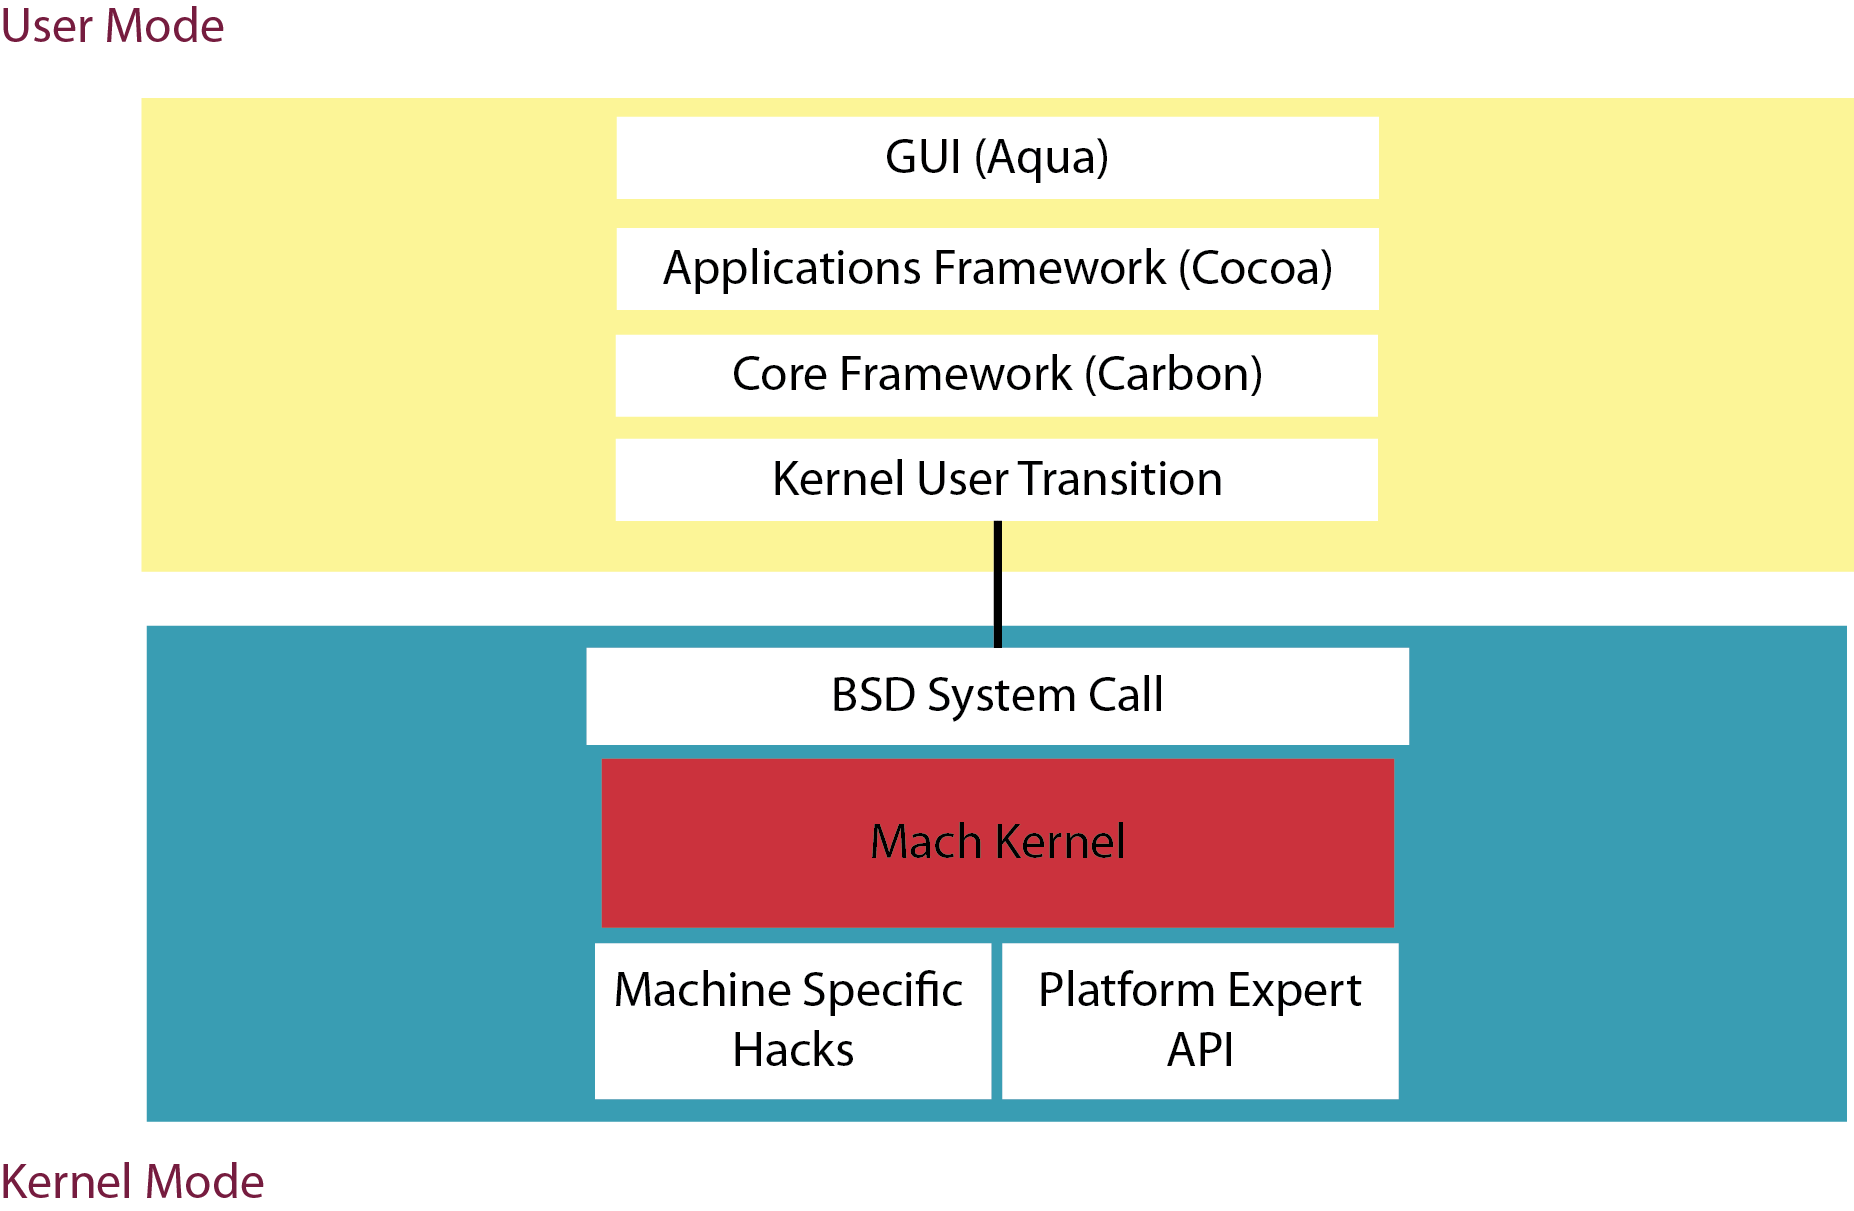 User Mode
GUI (Aqua)
Applications Framework (Cocoa)
Core Framework (Carbon)
Kernel User Transition
BSD System Call
Mach Kernel
Machine Specific
Hacks
Platform Expert
API
Kernel Mode